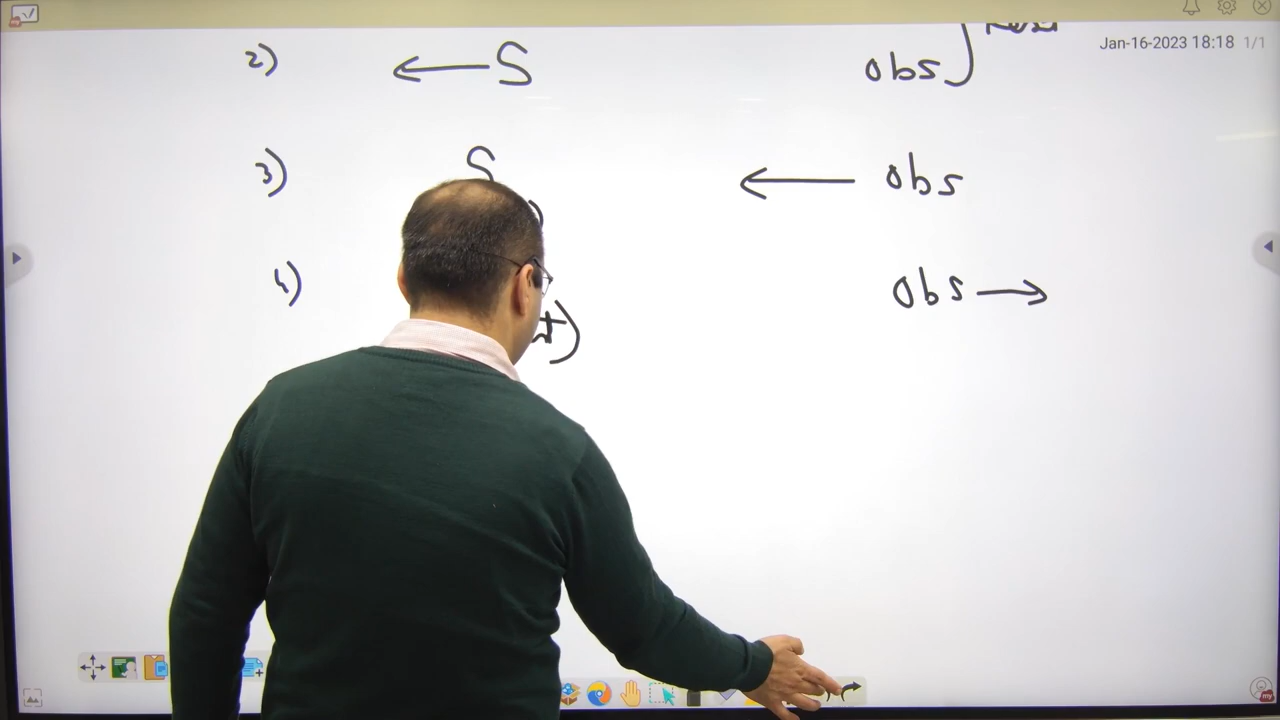 Jan-16-2023 18:18 1/1
2) ← S obs
3) S ← obs
4) obs →